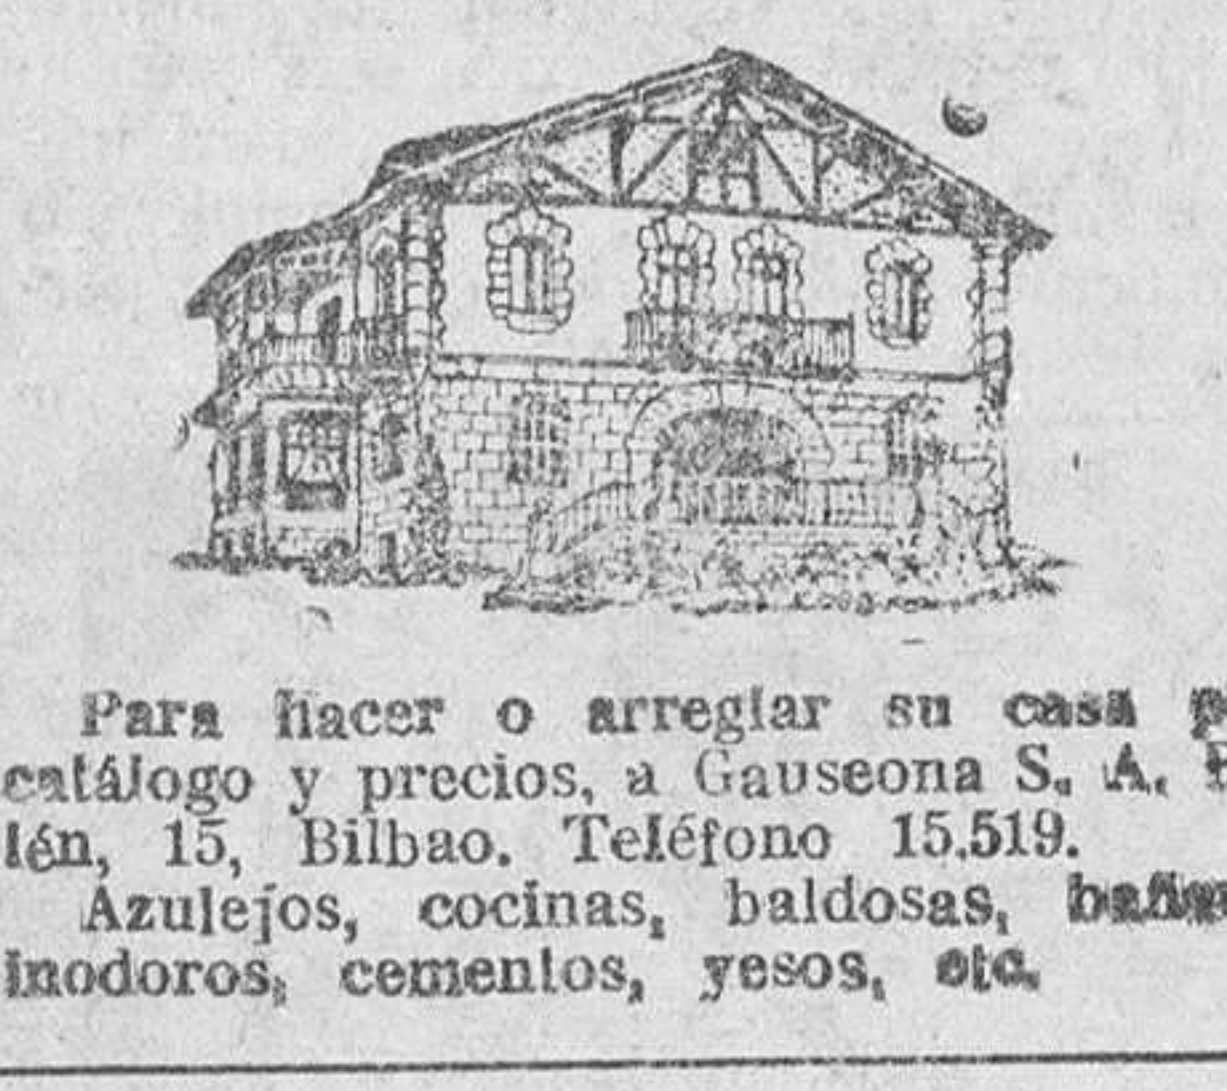 Para hacer o arreglar su casa
catálogo y precios, a Gauseona S. A.
lén, 15, Bilbao. Teléfono 15.519.
Azulejos, cocinas, baldosas,
inodoros, cementos, yesos, etc.